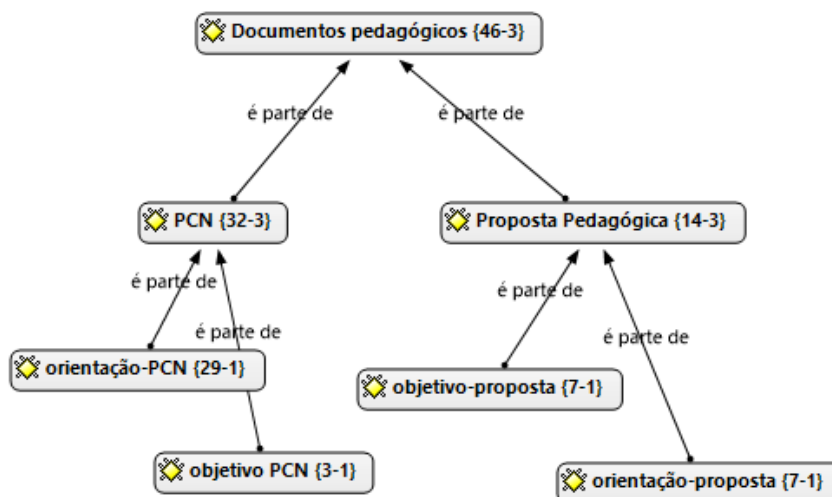 Documentos pedagógicos {46-3}
é parte de
é parte de
PCN {32-3}
Proposta Pedagógica {14-3}
é parte de
é parte de
é parte de
é parte de
orientação-PCN {29-1}
objetivo-proposta {7-1}
objetivo PCN {3-1}
orientação-proposta {7-1}